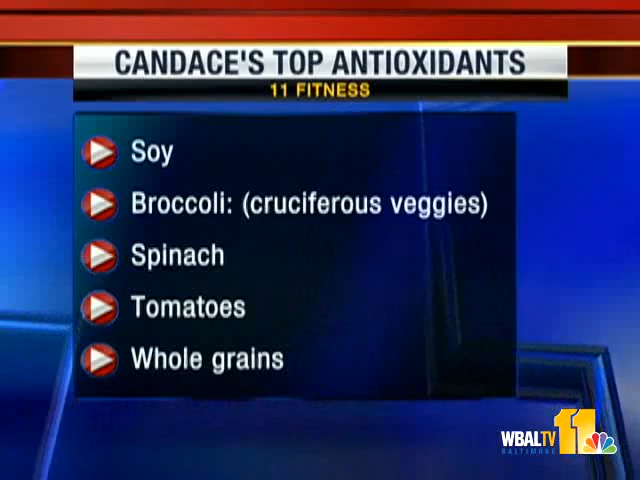 CANDACE'S TOP ANTIOXIDANTS
11 FITNESS
Soy
Broccoli: (cruciferous veggies)
Spinach
Tomatoes
Whole grains
WBALTV 11
BALTIMORE